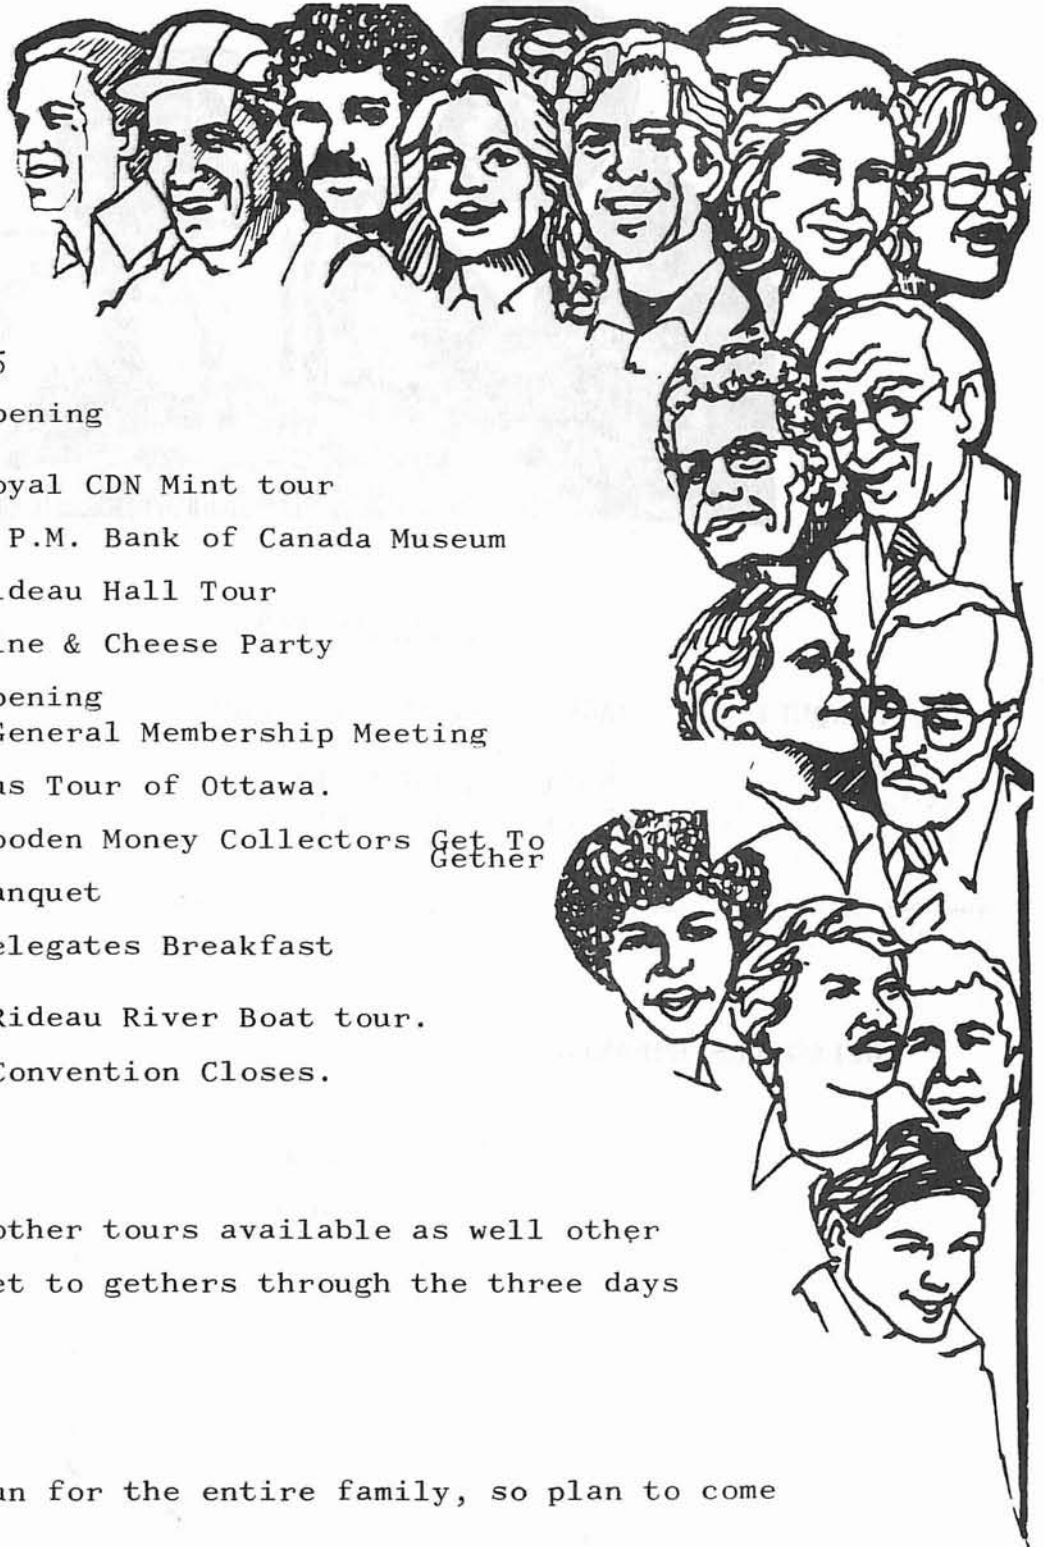 5
pening
oyal CDN Mint tour
P.M. Bank of Canada Museum
ideau Hall Tour
ine & Cheese Party
pening
General Membership Meeting
us Tour of Ottawa.
ooden Money Collectors Get To
Gether
anquet
elegates Breakfast
Rideau River Boat tour.
Convention Closes.
other tours available as well other
et to gethers through the three days
un for the entire family, so plan to come